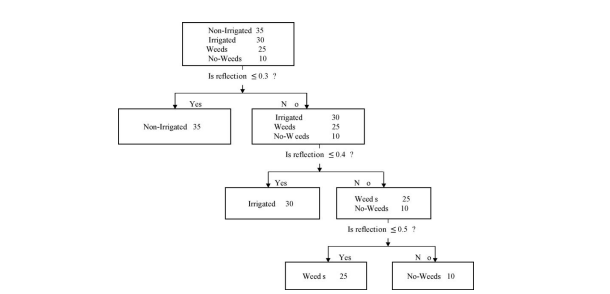 Non-Irrigated 35
Irrigated 30
Weeds 25
No-Weeds 10
Is reflection ≤ 0.3 ?
Yes
N o
Non-Irrigated 35
Irrigated 30
Weeds 25
No-W eeds 10
Is reflection ≤ 0.4 ?
Yes
N o
Irrigated 30
Weed s 25
No-Weeds 10
Is reflection ≤ 0.5 ?
Yes
N o
Weed s 25
No-Weeds 10